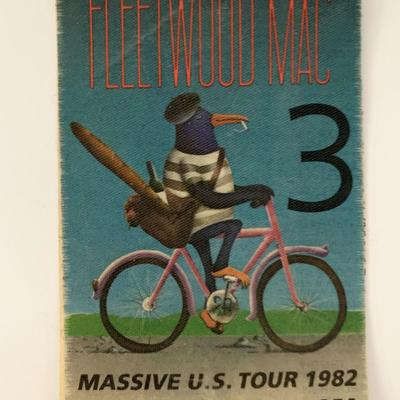 FLEETWOOD MAC
3
MASSIVE U.S. TOUR 1982